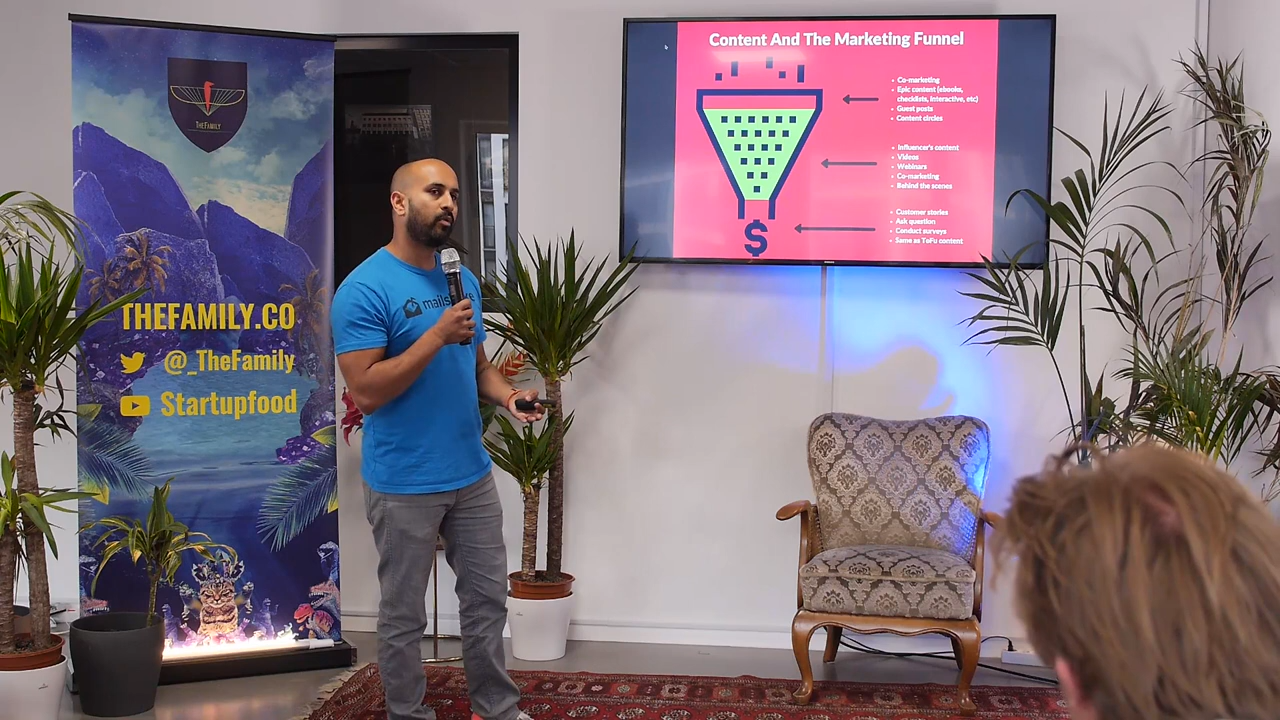 THEFAMILY
THEFAMILY.CO
@_TheFamily
Startupfood
Content And The Marketing Funnel
• Co-marketing
• Epic content (ebooks,
checklists, interactive, etc)
• Guest posts
• Content circles
• Influencer's content
• Videos
• Webinars
• Co-marketing
• Behind the scenes
• Customer stories
• Ask question
• Conduct surveys
• Same as ToFu content
$